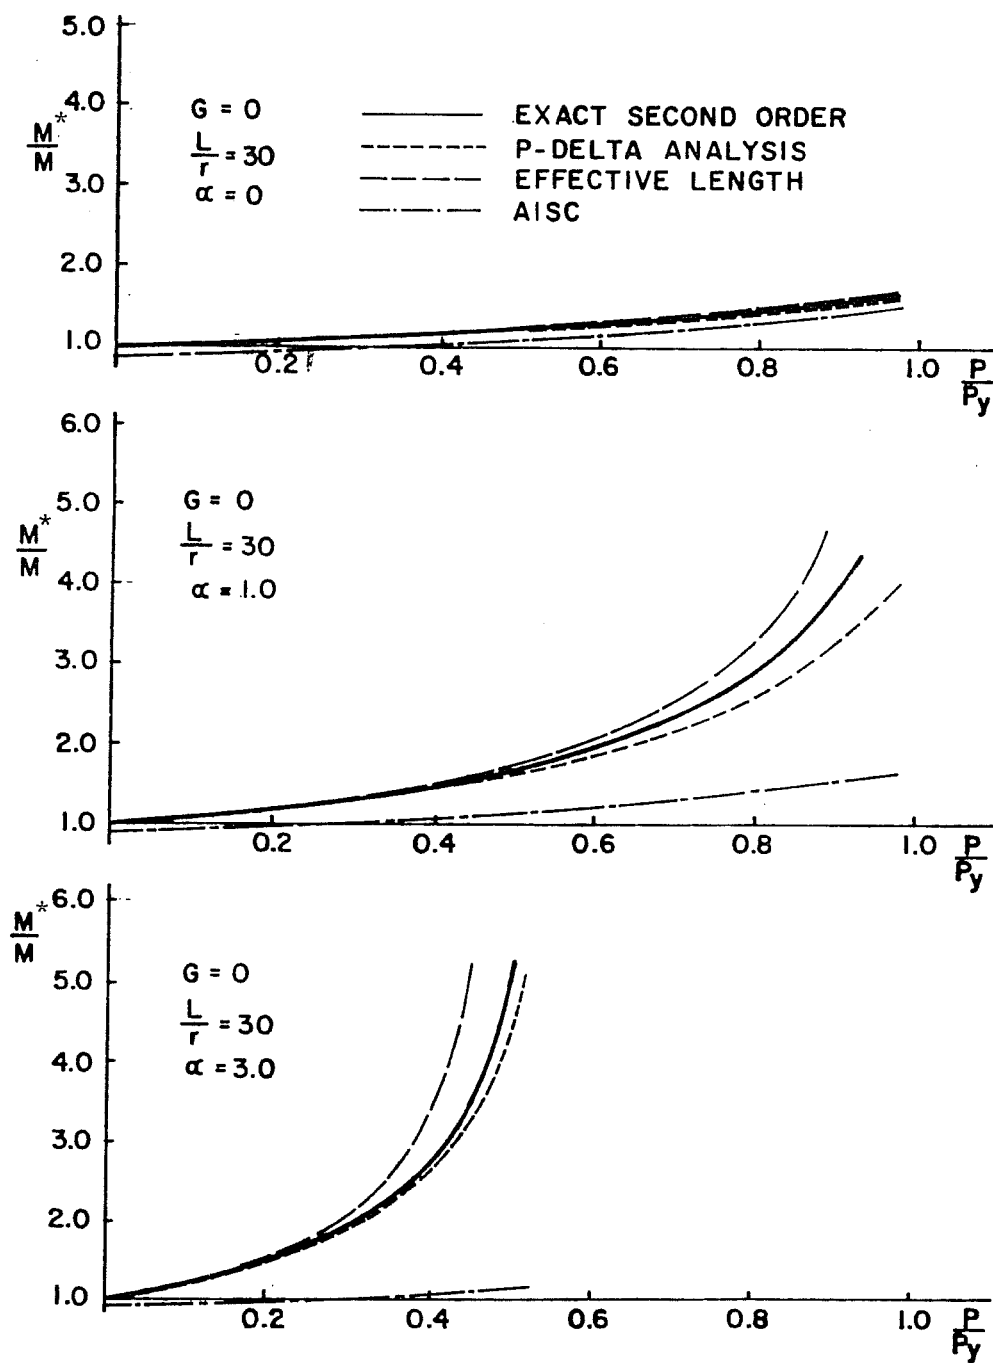 5.0
4.0
3.0
2.0
1.0
M*
M
G = 0
L
r = 30
α = 0
EXACT SECOND ORDER
P-DELTA ANALYSIS
EFFECTIVE LENGTH
AISC
0.2 0.4 0.6 0.8 1.0
P
Py
6.0
5.0
4.0
3.0
2.0
1.0
M*
M
G = 0
L
r = 30
α = 1.0
0.2 0.4 0.6 0.8 1.0
P
Py
6.0
5.0
4.0
3.0
2.0
1.0
M*
M
G = 0
L
r = 30
α = 3.0
0.2 0.4 0.6 0.8 1.0
P
Py